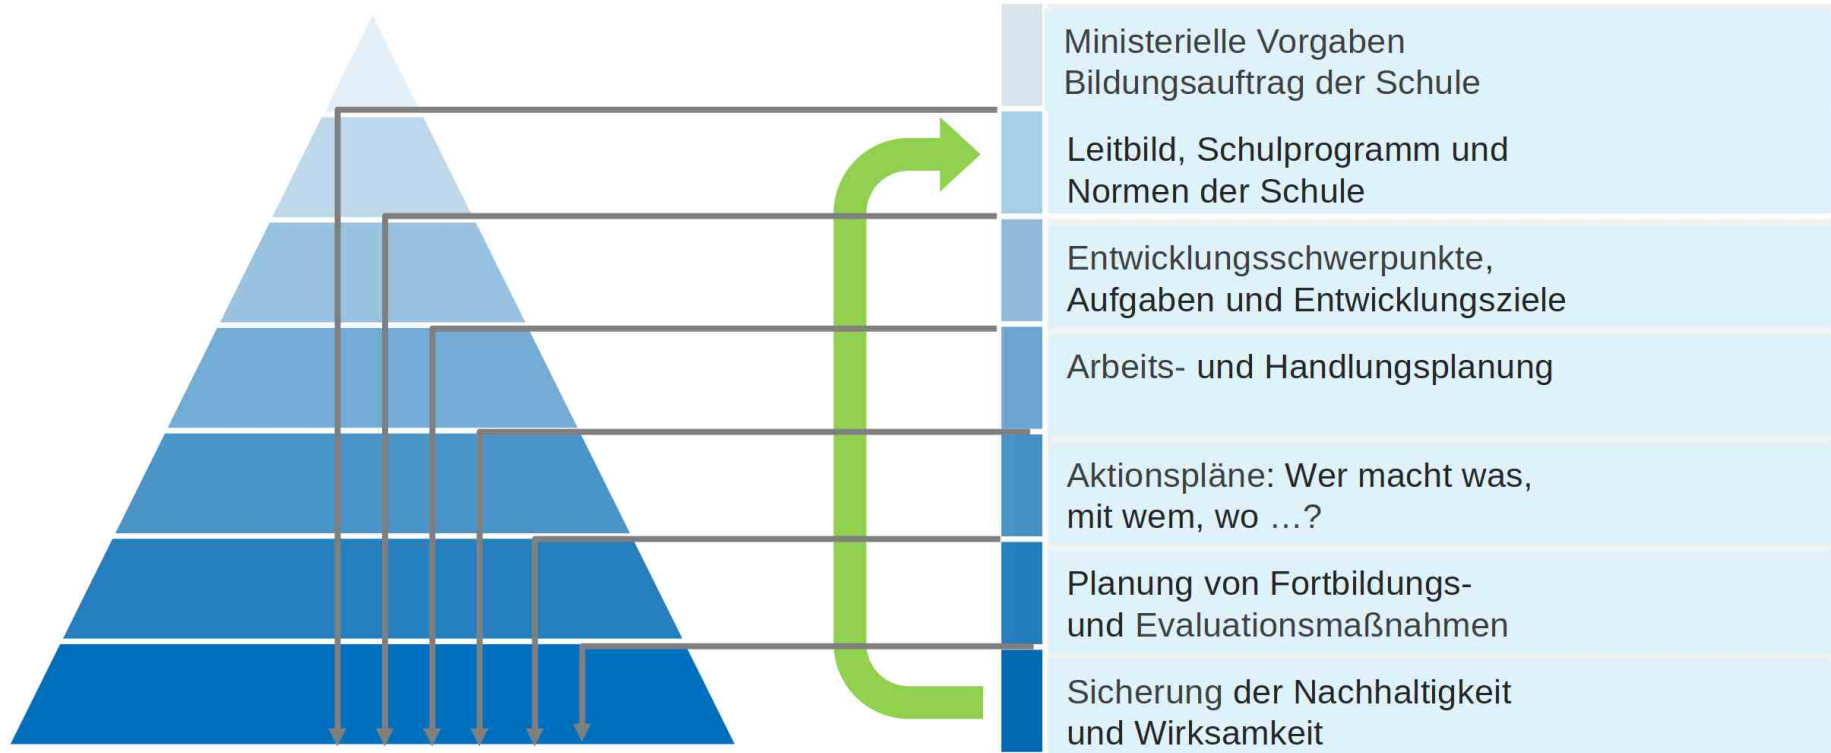 Ministerielle Vorgaben
Bildungsauftrag der Schule
Leitbild, Schulprogramm und
Normen der Schule
Entwicklungsschwerpunkte,
Aufgaben und Entwicklungsziele
Arbeits- und Handlungsplanung
Aktionspläne: Wer macht was,
mit wem, wo …?
Planung von Fortbildungs-
und Evaluationsmaßnahmen
Sicherung der Nachhaltigkeit
und Wirksamkeit